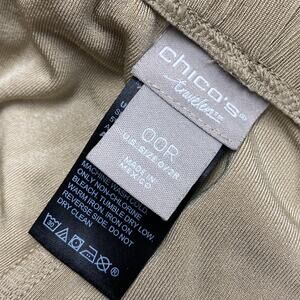 chico's®
travelers™
00R
U.S. SIZE 0/2R
MADE IN
MEXICO
MACHINE WASH COLD.
ONLY NON-CHLORINE
BLEACH. TUMBLE DRY LOW.
WARM IRON. IRON ON
REVERSE SIDE. DO NOT
DRY CLEAN